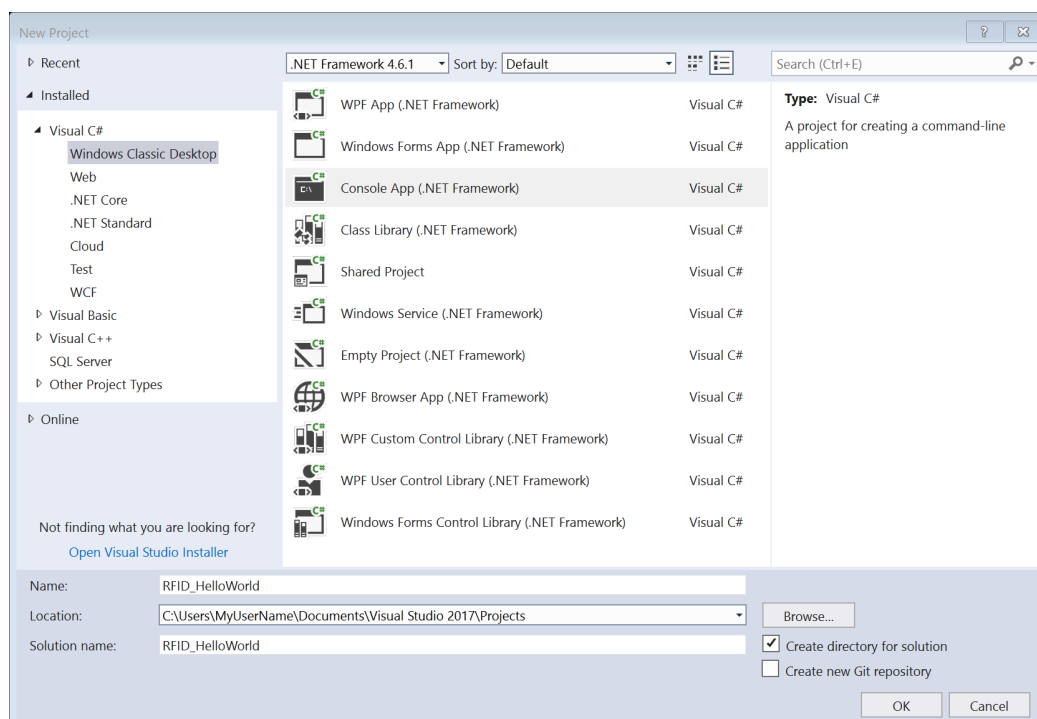 New Project
Recent
.NET Framework 4.6.1 Sort by: Default
Search (Ctrl+E)
Installed
Visual C#
Windows Classic Desktop
Web
.NET Core
.NET Standard
Cloud
Test
WCF
Visual Basic
Visual C++
SQL Server
Other Project Types
Online
Not finding what you are looking for?
Open Visual Studio Installer
C# WPF App (.NET Framework) Visual C#
C# Windows Forms App (.NET Framework) Visual C#
C# C:\ Console App (.NET Framework) Visual C#
C# Class Library (.NET Framework) Visual C#
C# Shared Project Visual C#
C# Windows Service (.NET Framework) Visual C#
C# Empty Project (.NET Framework) Visual C#
C# WPF Browser App (.NET Framework) Visual C#
C# WPF Custom Control Library (.NET Framework) Visual C#
C# WPF User Control Library (.NET Framework) Visual C#
C# Windows Forms Control Library (.NET Framework) Visual C#
Type: Visual C#
A project for creating a command-line
application
Name: RFID_HelloWorld
Location: C:\Users\MyUserName\Documents\Visual Studio 2017\Projects Browse...
Solution name: RFID_HelloWorld
Create directory for solution
Create new Git repository
OK Cancel